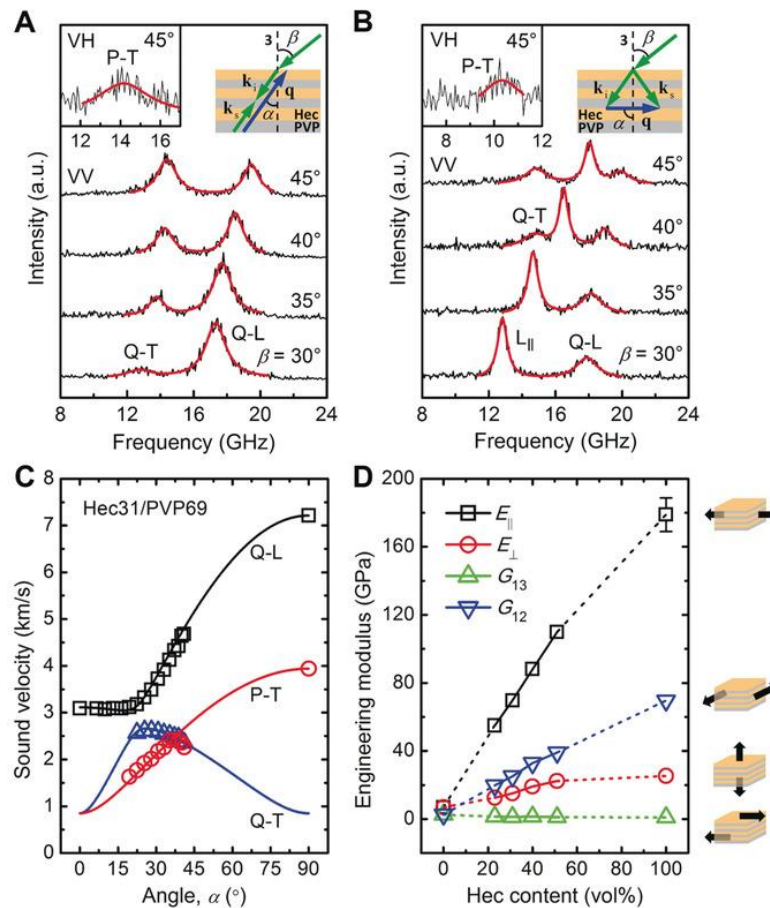 A
VH 45°
P-T
12 14 16
3 β
k_i
k_s
q
α
Hec
PVP
VV
45°
40°
35°
Q-T
Q-L
β = 30°
Intensity (a.u.)
8 12 16 20 24
Frequency (GHz)
B
VH 45°
P-T
8 10 12
3 β
k_i
k_s
α
q
Hec
PVP
VV
45°
Q-T
40°
35°
L_||
Q-L
β = 30°
Intensity (a.u.)
8 12 16 20 24
Frequency (GHz)
C
Hec31/PVP69
Q-L
P-T
Q-T
Sound velocity (km/s)
8
7
6
5
4
3
2
1
0
0 15 30 45 60 75 90
Angle, α (°)
D
E_||
E_⊥
G_13
G_12
Engineering modulus (GPa)
200
160
120
80
40
0
0 20 40 60 80 100
Hec content (vol%)